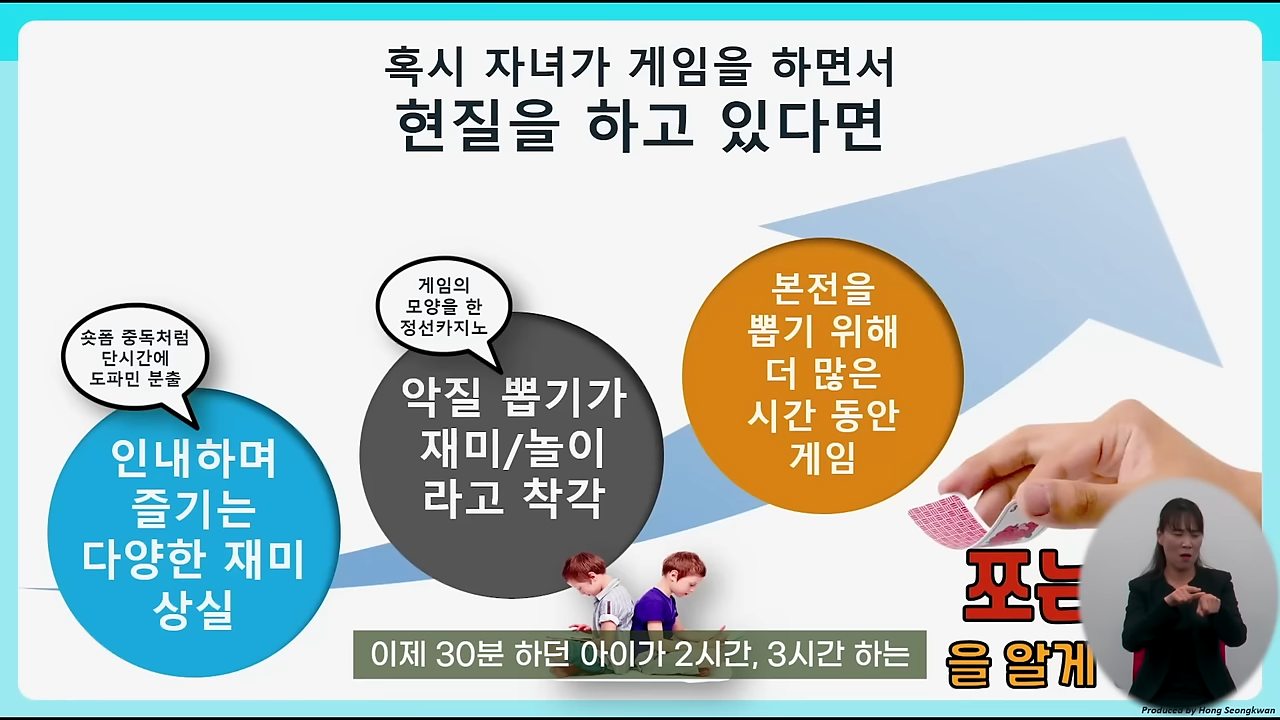 혹시 자녀가 게임을 하면서
현질을 하고 있다면
숏폼 중독처럼
단시간에
도파민 분출
인내하며
즐기는
다양한 재미
상실
게임의
모양을 한
정선카지노
악질 뽑기가
재미/놀이
라고 착각
본전을
뽑기 위해
더 많은
시간 동안
게임
쪼는
을 알게
이제 30분 하던 아이가 2시간, 3시간 하는
Produced by Hong Seongkwan